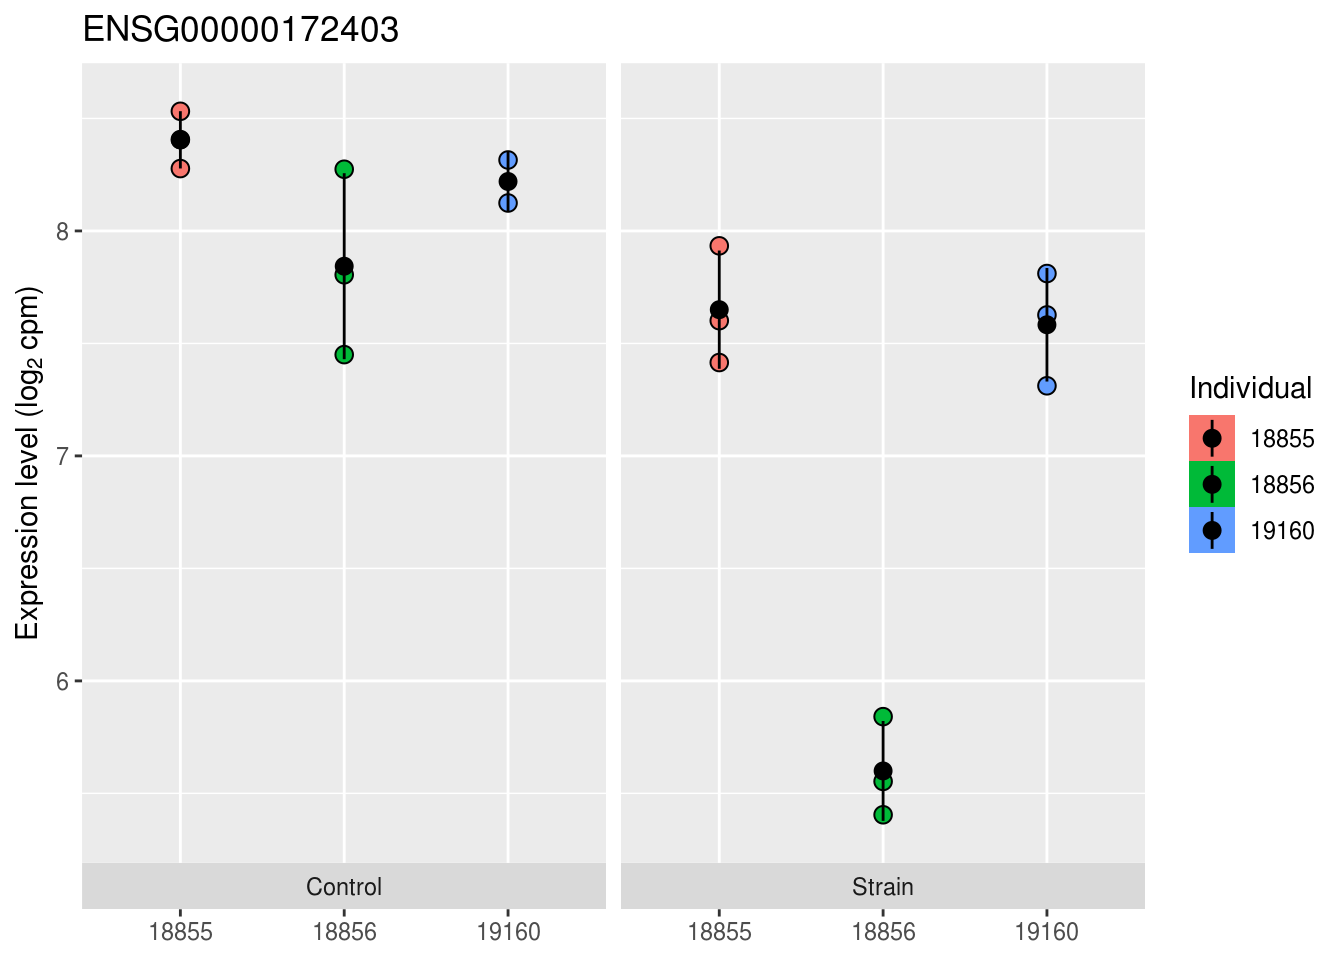 ENSG00000172403
Expression level (log₂ cpm)
8
7
6
Control
Strain
18855
18856
19160
18855
18856
19160
Individual
18855
18856
19160